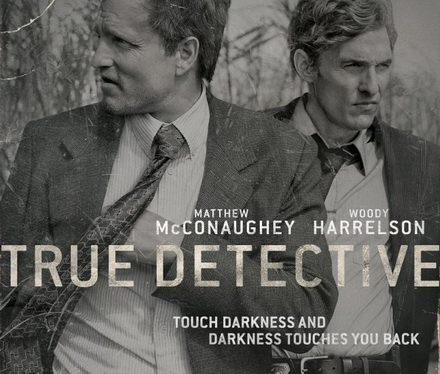 MATTHEW WOODY
McCONAUGHEY HARRELSON
TRUE DETECTIVE
TOUCH DARKNESS AND
DARKNESS TOUCHES YOU BACK